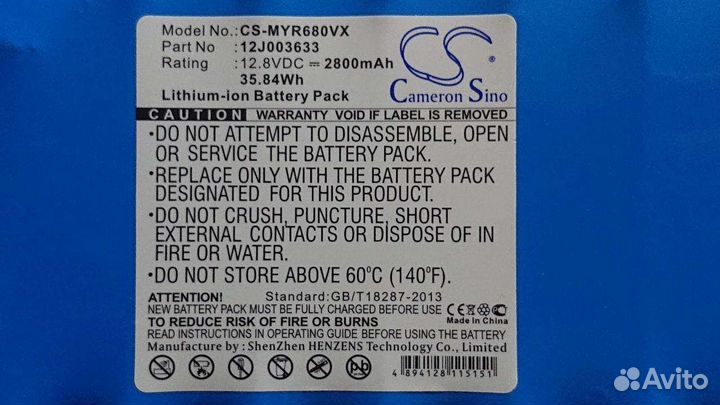 Model No.: CS-MYR680VX
Part No : 12J003633
Rating : 12.8VDC ⎓ 2800mAh
35.84Wh
Lithium-ion Battery Pack
CS
Cameron Sino
CAUTION WARRANTY VOID IF LABEL IS REMOVED
•DO NOT ATTEMPT TO DISASSEMBLE, OPEN
OR SERVICE THE BATTERY PACK.
•REPLACE ONLY WITH THE BATTERY PACK
DESIGNATED FOR THIS PRODUCT.
•DO NOT CRUSH, PUNCTURE, SHORT
EXTERNAL CONTACTS OR DISPOSE OF IN
FIRE OR WATER.
•DO NOT STORE ABOVE 60°C (140°F).
ATTENTION! Standard:GB/T18287-2013
NEW BATTERY PACK MUST BE FULLY CHARGED BEFORE USE
TO REDUCE RISK OF FIRE OR BURNS
READ INSTRUCTIONS IN OPERATING GUIDE BEFORE USING BATTERY
CE
Made in China
Manufacture by: ShenZhen HENZENS Technology Co., Limited
Li-ion
4 894128 115151
Avito